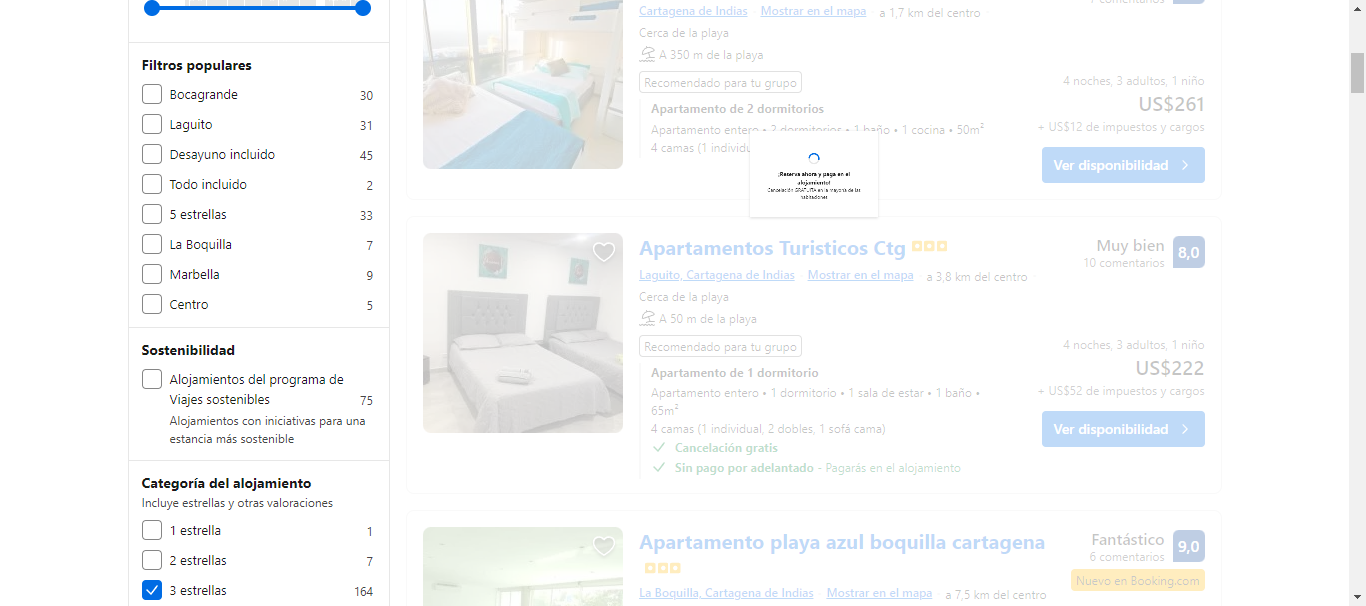 Filtros populares
Bocagrande 30
Laguito 31
Desayuno incluido 45
Todo incluido 2
5 estrellas 33
La Boquilla 7
Marbella 9
Centro 5
Sostenibilidad
Alojamientos del programa de
Viajes sostenibles 75
Alojamientos con iniciativas para una
estancia más sostenible
Categoría del alojamiento
Incluye estrellas y otras valoraciones
1 estrella 1
2 estrellas 7
3 estrellas 164
Cartagena de Indias Mostrar en el mapa a 1,7 km del centro
Cerca de la playa
A 350 m de la playa
Recomendado para tu grupo
Apartamento de 2 dormitorios
Apartamento entero • 2 dormitorios • 1 baño • 1 cocina • 50m²
4 camas (1 individu
4 noches, 3 adultos, 1 niño
US$261
+ US$12 de impuestos y cargos
Ver disponibilidad
¡Reserva ahora y paga en el
alojamiento!
Cancelación GRATUITA en la mayoría de las
habitaciones
Apartamentos Turisticos Ctg
Laguito, Cartagena de Indias Mostrar en el mapa a 3,8 km del centro
Cerca de la playa
A 50 m de la playa
Recomendado para tu grupo
Apartamento de 1 dormitorio
Apartamento entero • 1 dormitorio • 1 sala de estar • 1 baño •
65m²
4 camas (1 individual, 2 dobles, 1 sofá cama)
Cancelación gratis
Sin pago por adelantado - Pagarás en el alojamiento
Muy bien 8,0
10 comentarios
4 noches, 3 adultos, 1 niño
US$222
+ US$52 de impuestos y cargos
Ver disponibilidad
Apartamento playa azul boquilla cartagena
La Boquilla, Cartagena de Indias Mostrar en el mapa a 7,5 km del centro
Fantástico 9,0
6 comentarios
Nuevo en Booking.com